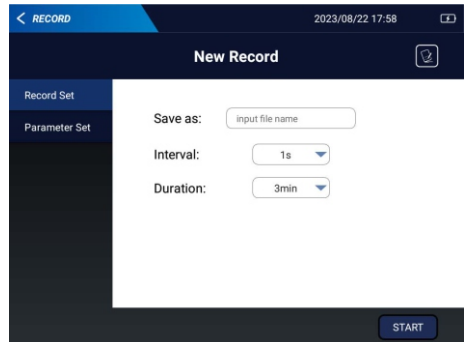 RECORD 2023/08/22 17:58
New Record
Record Set
Parameter Set
Save as: input file name
Interval: 1s
Duration: 3min
START